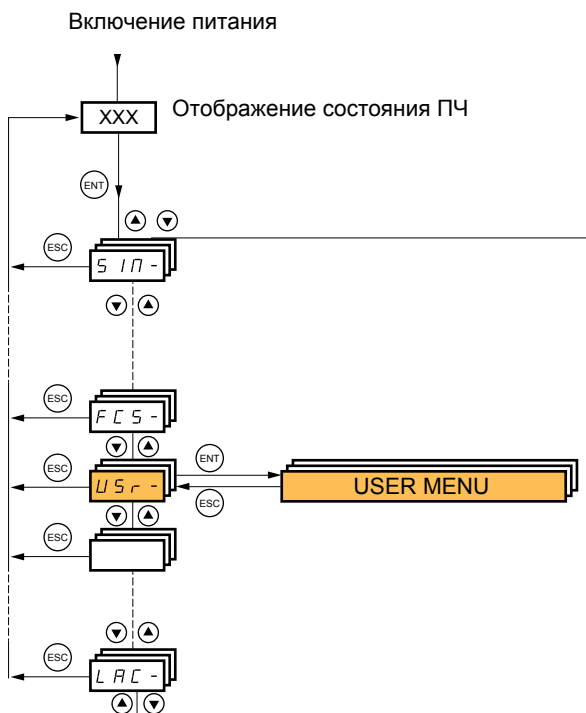 Включение питания
XXX
Отображение состояния ПЧ
ENT
ESC
SIM-
ESC
FCS-
ESC
USr-
ENT
USER MENU
ESC
ESC
ESC
LAC-